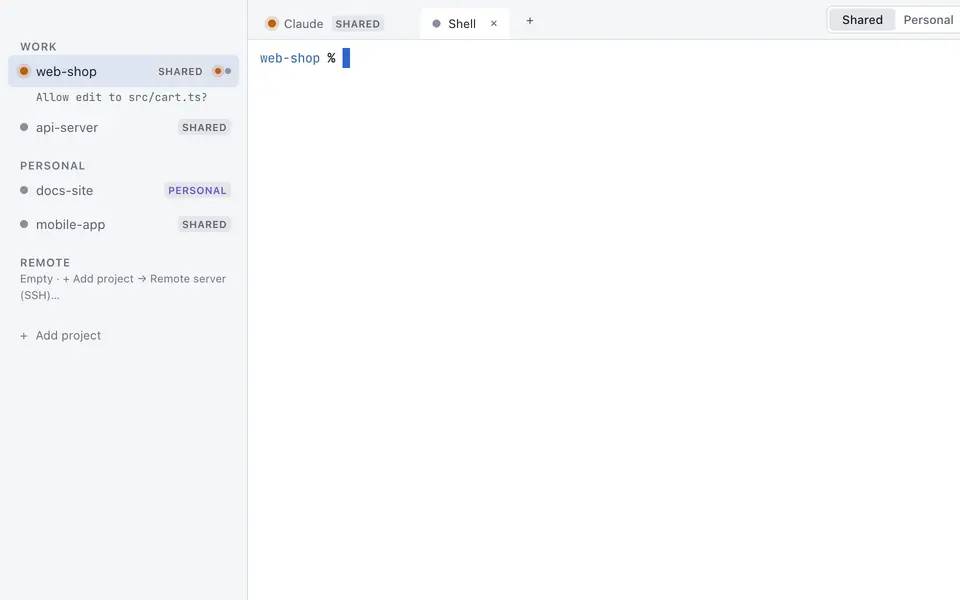 WORK
web-shop SHARED
Allow edit to src/cart.ts?
api-server SHARED
PERSONAL
docs-site PERSONAL
mobile-app SHARED
REMOTE
Empty · + Add project → Remote server
(SSH)…
+ Add project
Claude SHARED Shell × +
Shared Personal
web-shop %